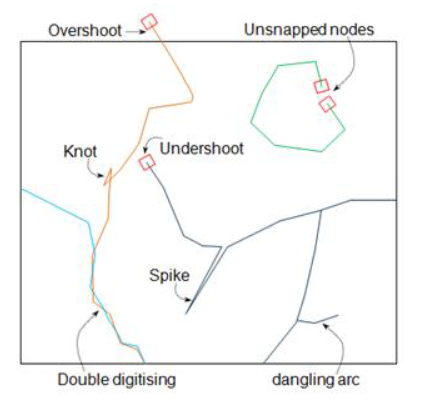 Overshoot
Unsnapped nodes
Knot
Undershoot
Spike
Double digitising
dangling arc